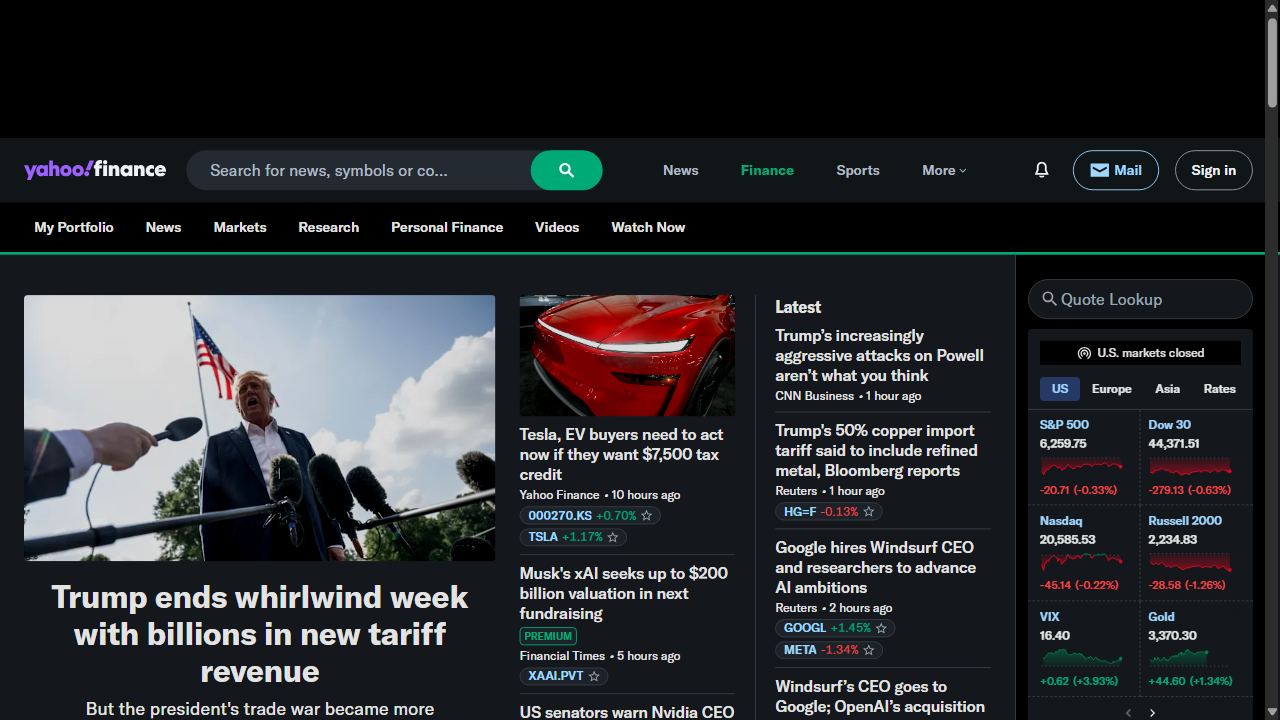 yahoo!finance
Search for news, symbols or co...
News
Finance
Sports
More
Mail
Sign in
My Portfolio
News
Markets
Research
Personal Finance
Videos
Watch Now
Trump ends whirlwind week
with billions in new tariff
revenue
But the president's trade war became more
Tesla, EV buyers need to act
now if they want $7,500 tax
credit
Yahoo Finance • 10 hours ago
000270.KS +0.70%
TSLA +1.17%
Musk's xAI seeks up to $200
billion valuation in next
fundraising
PREMIUM
Financial Times • 5 hours ago
XAAI.PVT
US senators warn Nvidia CEO
Latest
Trump’s increasingly
aggressive attacks on Powell
aren’t what you think
CNN Business • 1 hour ago
Trump's 50% copper import
tariff said to include refined
metal, Bloomberg reports
Reuters • 1 hour ago
HG=F -0.13%
Google hires Windsurf CEO
and researchers to advance
AI ambitions
Reuters • 2 hours ago
GOOGL +1.45%
META -1.34%
Windsurf’s CEO goes to
Google; OpenAI’s acquisition
Quote Lookup
U.S. markets closed
US
Europe
Asia
Rates
S&P 500
6,259.75
-20.71 (-0.33%)
Dow 30
44,371.51
-279.13 (-0.63%)
Nasdaq
20,585.53
-45.14 (-0.22%)
Russell 2000
2,234.83
-28.58 (-1.26%)
VIX
16.40
+0.62 (+3.93%)
Gold
3,370.30
+44.60 (+1.34%)